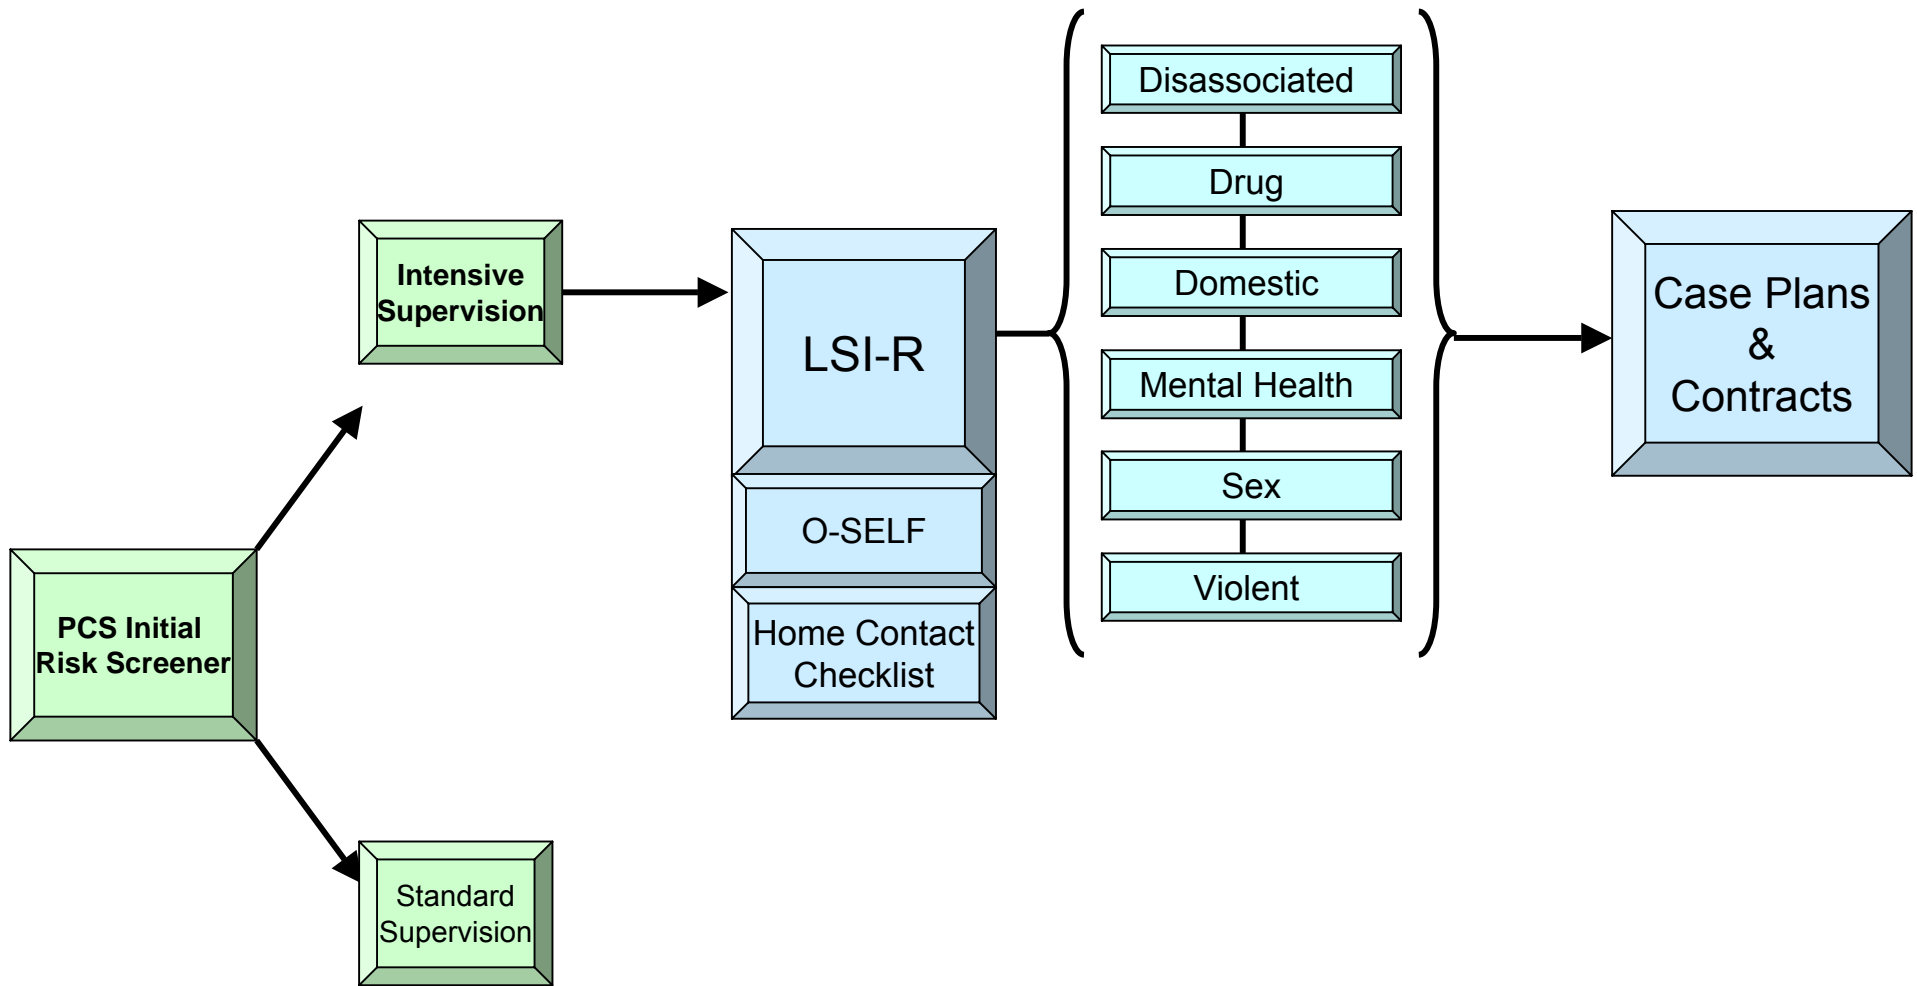 PCS Initial
Risk Screener
Intensive
Supervision
Standard
Supervision
LSI-R
O-SELF
Home Contact
Checklist
Disassociated
Drug
Domestic
Mental Health
Sex
Violent
Case Plans
&
Contracts